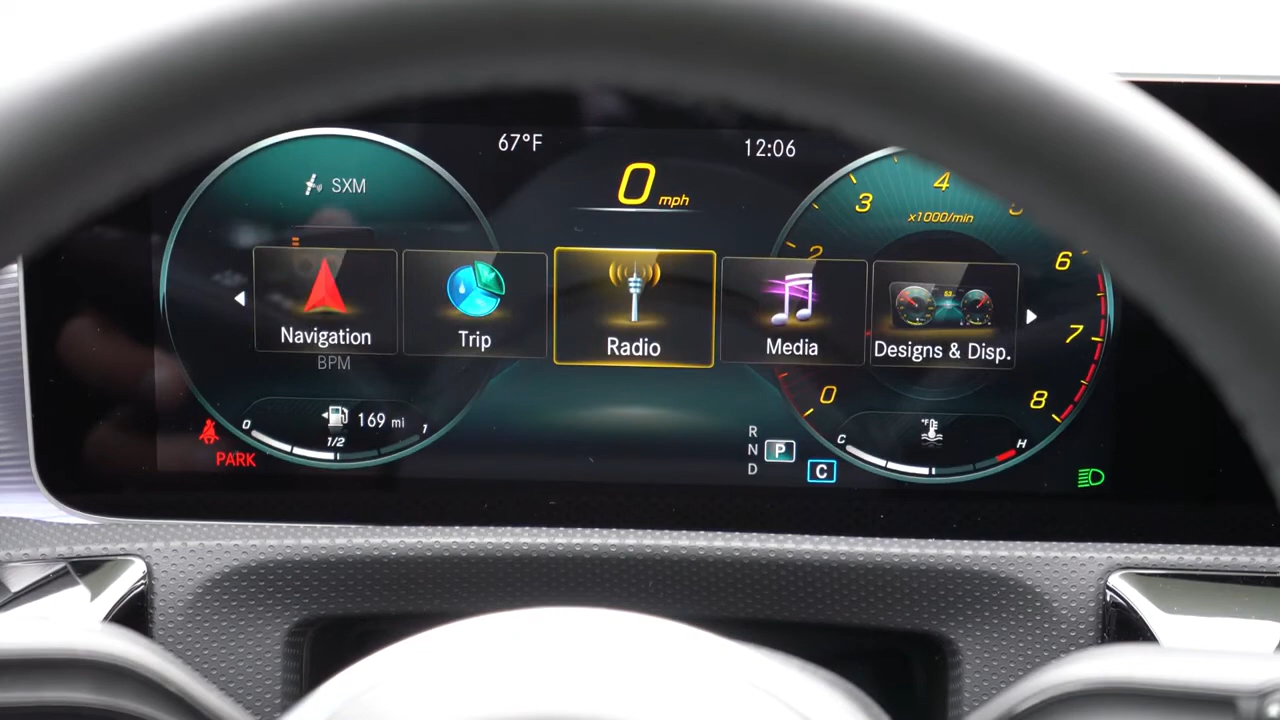 67°F
12:06
SXM
0 mph
4
3
x1000/min
2
6
Navigation
Trip
Radio
Media
Designs & Disp.
BPM
7
0
8
0
169 mi
1
1/2
PARK
R
N
P
D
C
C
°F
H